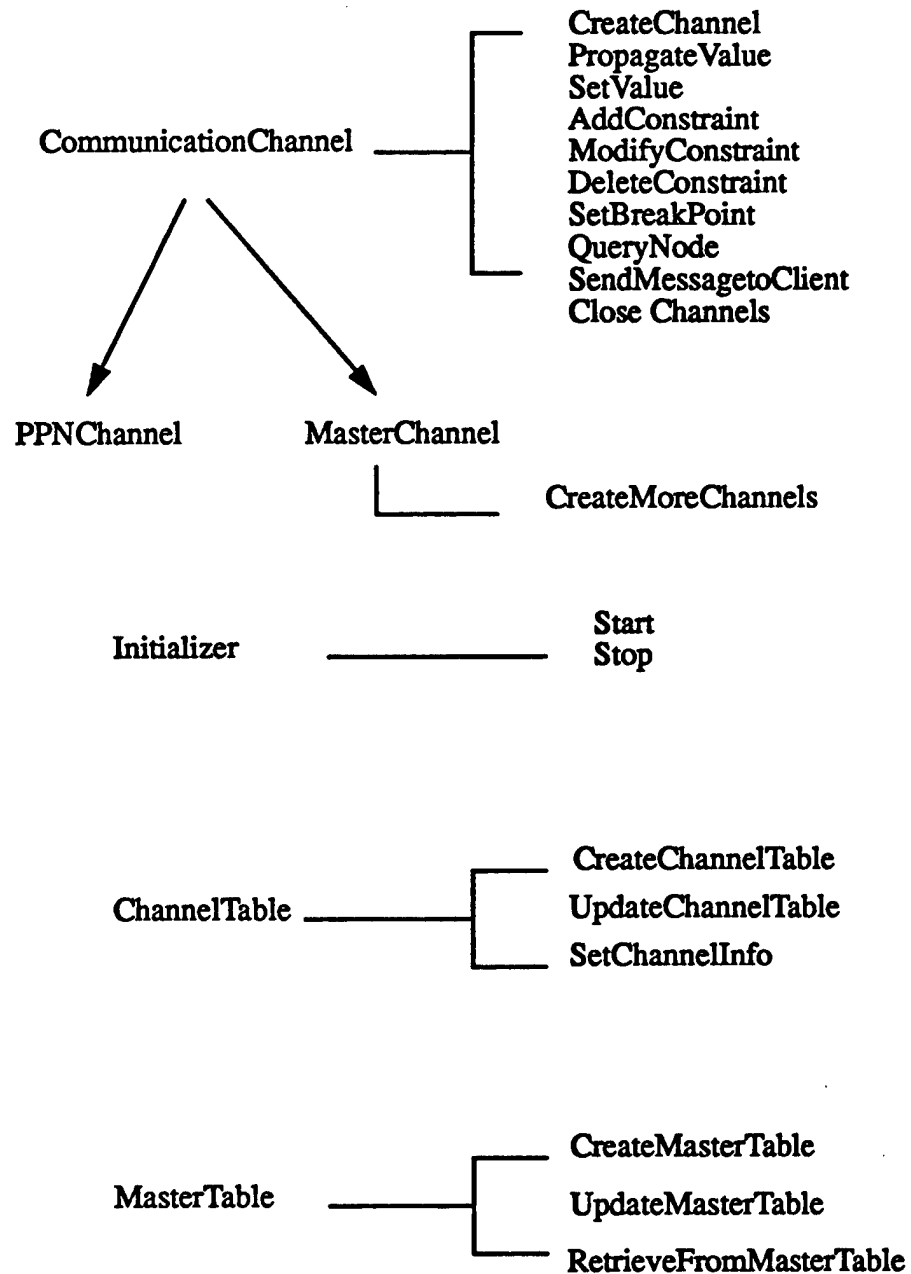 CreateChannel
PropagateValue
SetValue
AddConstraint
CommunicationChannel
ModifyConstraint
DeleteConstraint
SetBreakPoint
QueryNode
SendMessagetoClient
Close Channels
PPNChannel
MasterChannel
CreateMoreChannels
Initializer
Start
Stop
ChannelTable
CreateChannelTable
UpdateChannelTable
SetChannelInfo
MasterTable
CreateMasterTable
UpdateMasterTable
RetrieveFromMasterTable